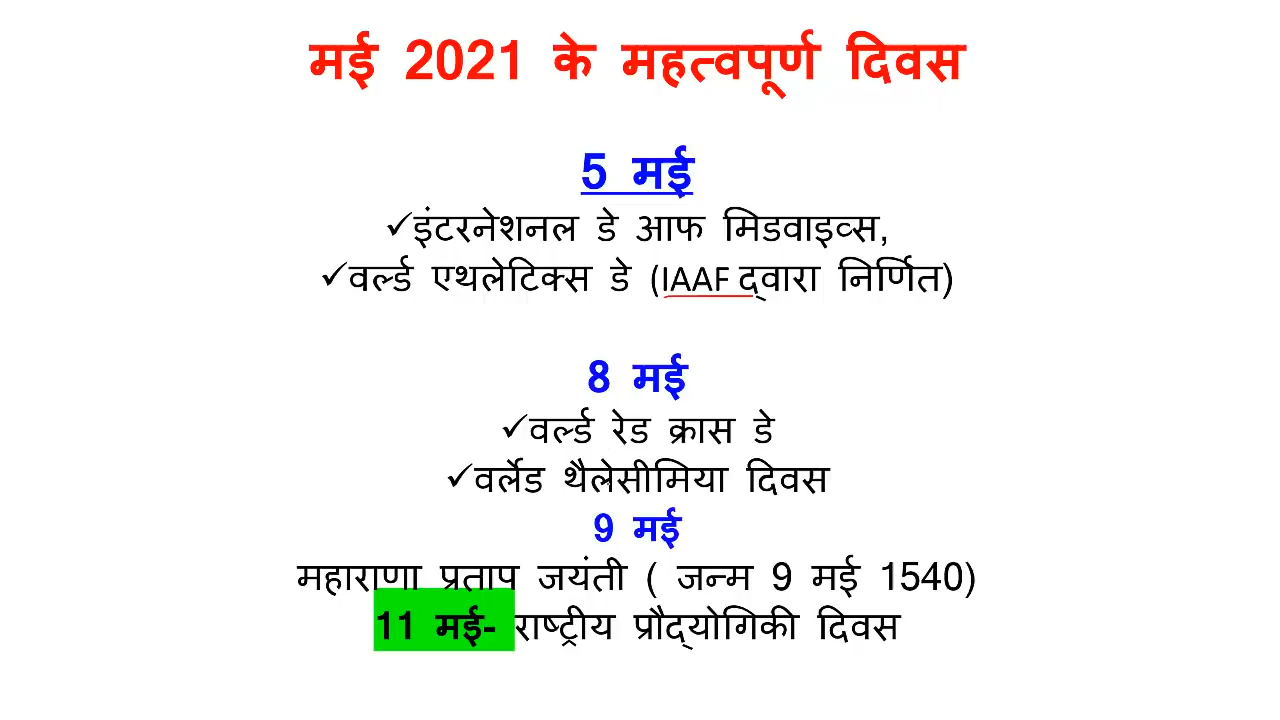 मई 2021 के महत्वपूर्ण दिवस
5 मई
✓इंटरनेशनल डे आफ मिडवाइव्स,
✓वर्ल्ड एथलेटिक्स डे (IAAF द्वारा निर्णित)
8 मई
✓वर्ल्ड रेड क्रास डे
✓वर्लेड थैलेसीमिया दिवस
9 मई
महाराणा प्रताप जयंती ( जन्म 9 मई 1540)
11 मई- राष्ट्रीय प्रौद्योगिकी दिवस